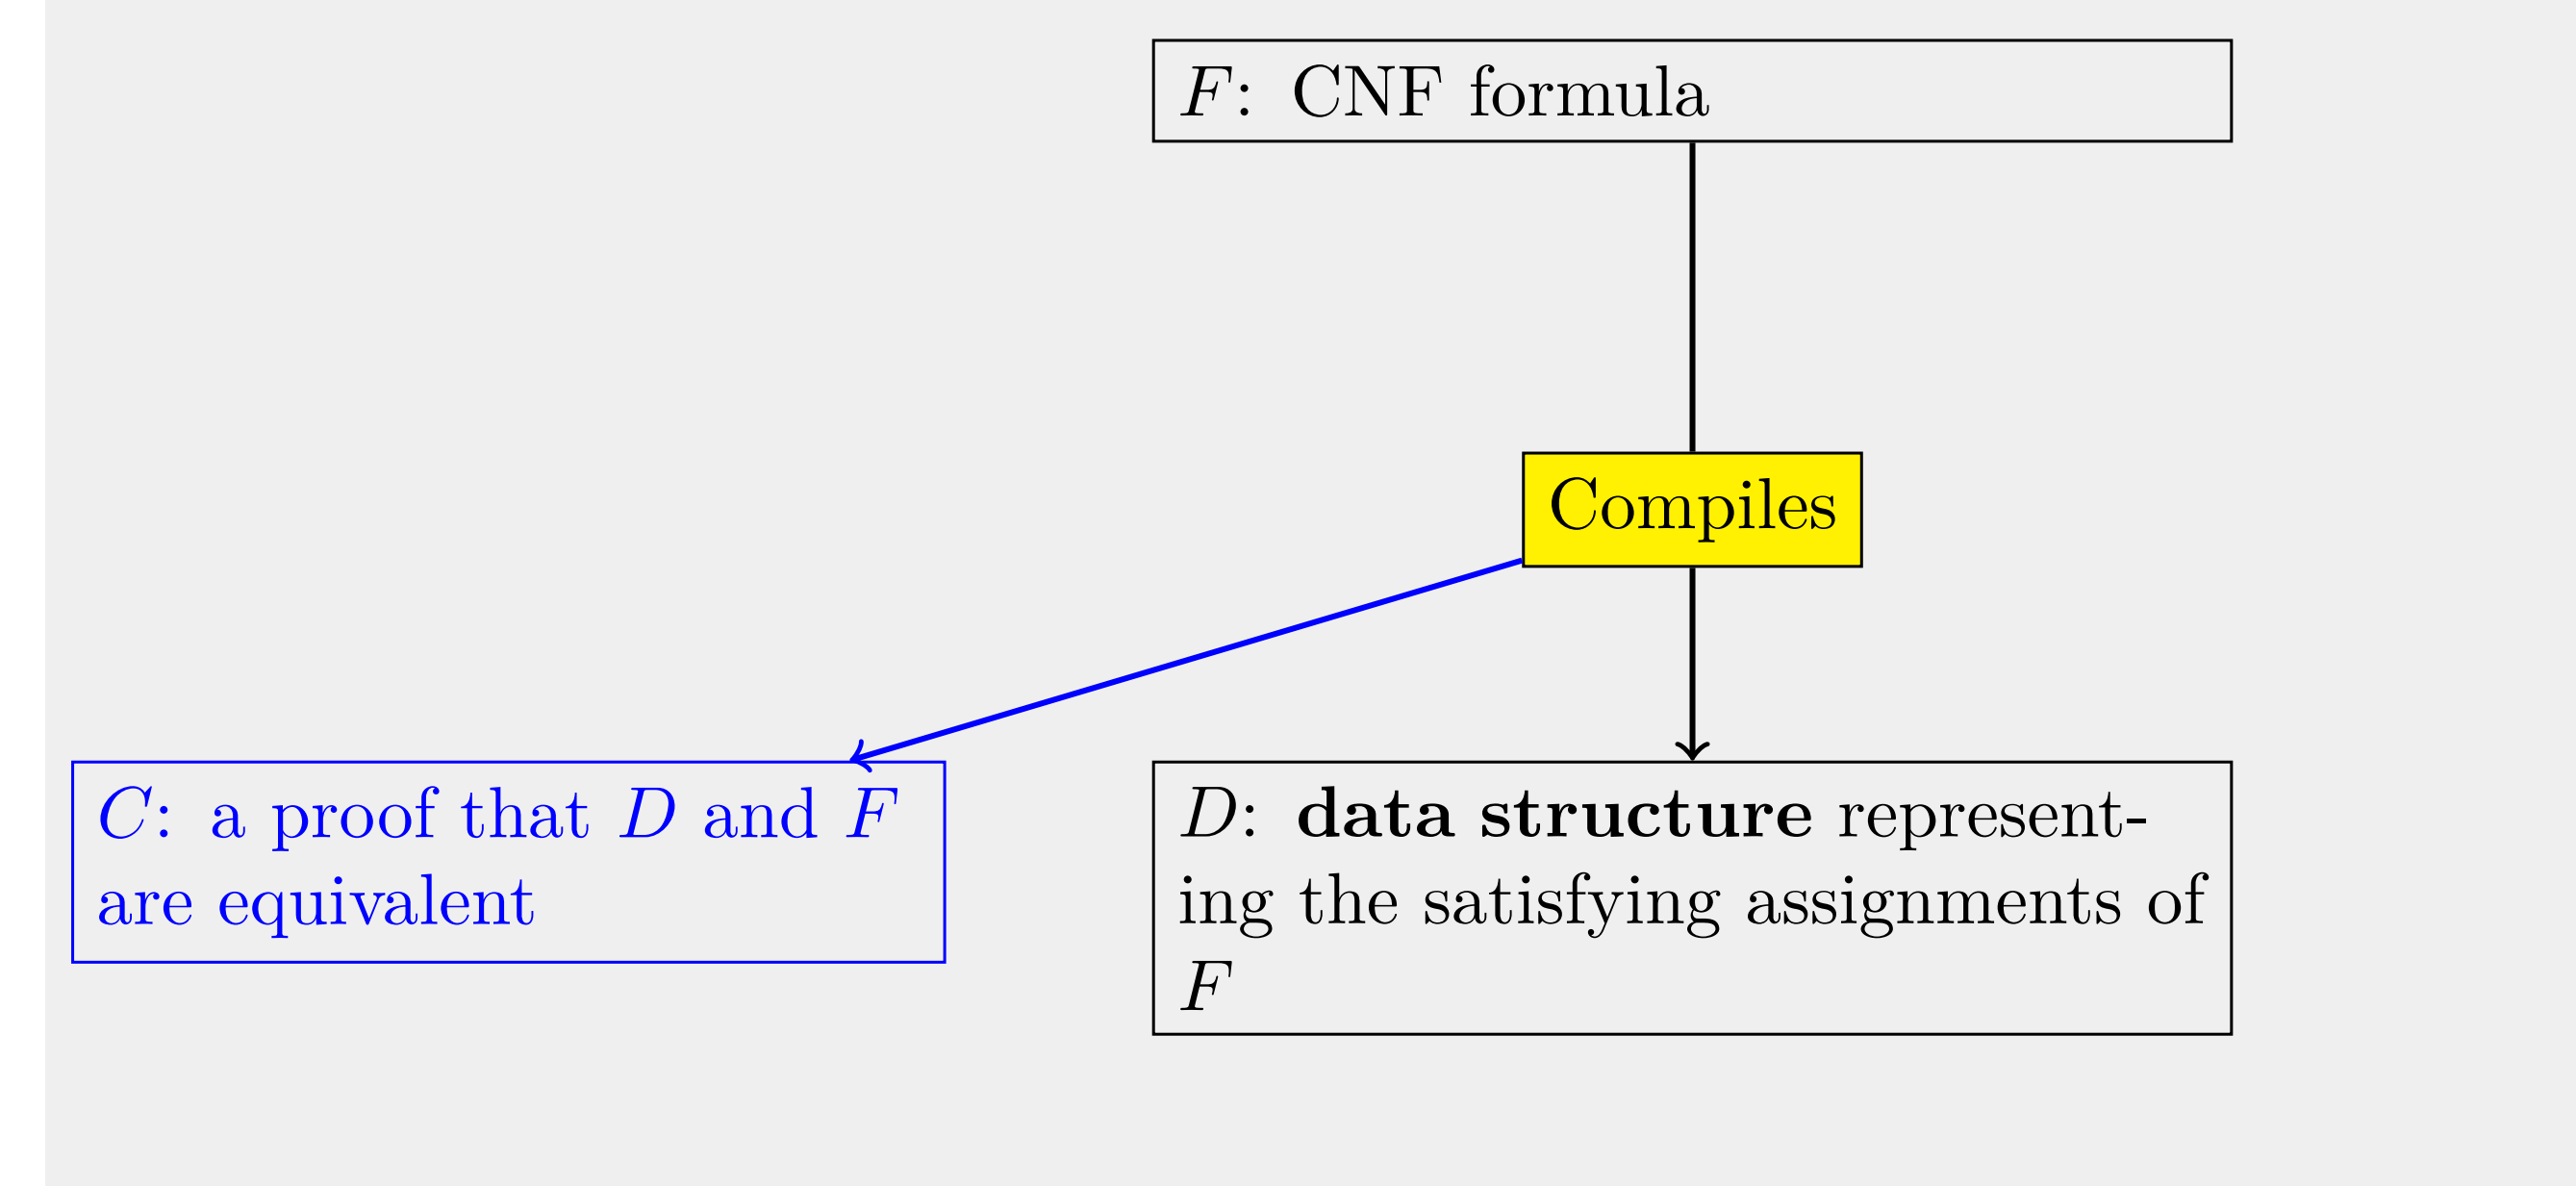 F: CNF formula
Compiles
C: a proof that D and F
are equivalent
D: data structure represent-
ing the satisfying assignments of
F